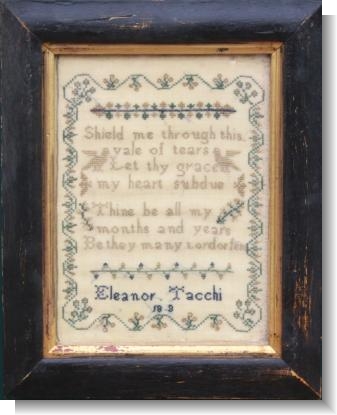 Shield me through this
vale of tears
Let thy grace
my heart subdue
Thine be all my
months and years
Be they many
Eleanor Tacchi